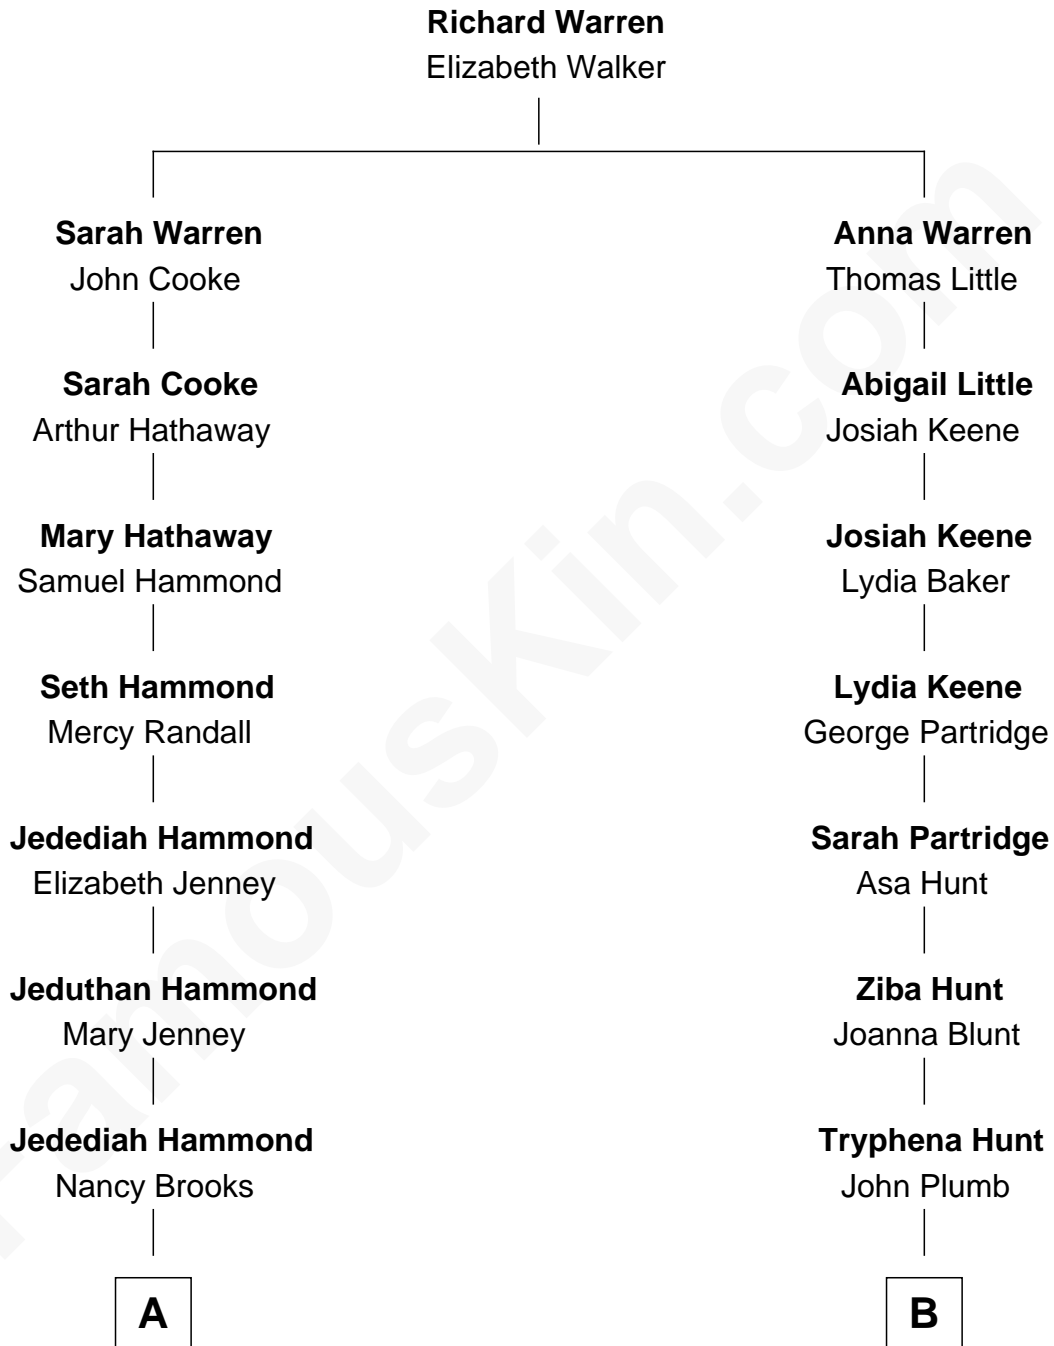 Richard Warren
Elizabeth Walker
Sarah Warren
John Cooke
Anna Warren
Thomas Little
Sarah Cooke
Arthur Hathaway
Abigail Little
Josiah Keene
Mary Hathaway
Samuel Hammond
Josiah Keene
Lydia Baker
Seth Hammond
Mercy Randall
Lydia Keene
George Partridge
Jedediah Hammond
Elizabeth Jenney
Sarah Partridge
Asa Hunt
Jeduthan Hammond
Mary Jenney
Ziba Hunt
Joanna Blunt
Jedediah Hammond
Nancy Brooks
Tryphena Hunt
John Plumb
A
B
FamousKin.com